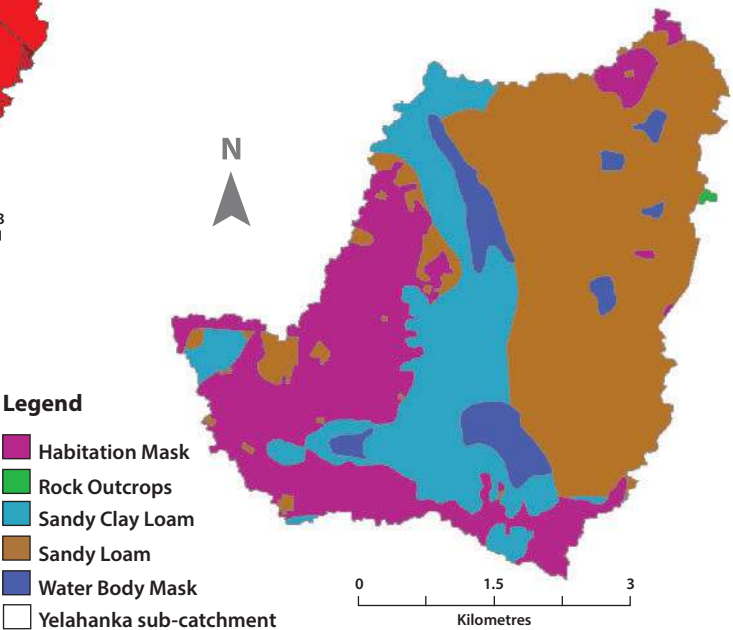 3
N
Legend
Habitation Mask
Rock Outcrops
Sandy Clay Loam
Sandy Loam
Water Body Mask
Yelahanka sub-catchment
0 1.5 3
Kilometres